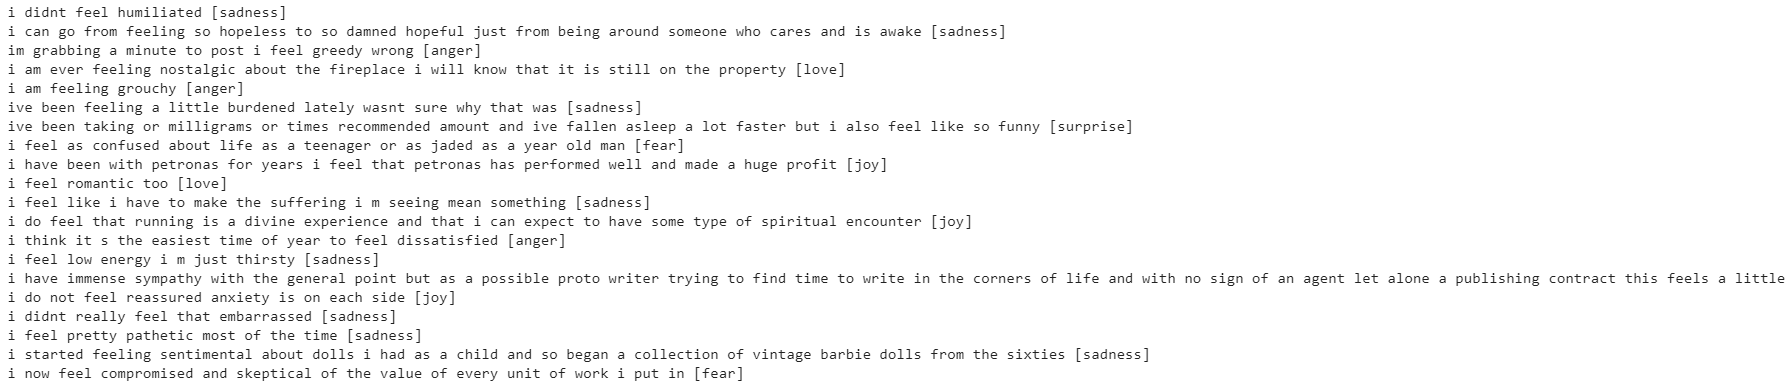 i didnt feel humiliated [sadness]
i can go from feeling so hopeless to so damned hopeful just from being around someone who cares and is awake [sadness]
im grabbing a minute to post i feel greedy wrong [anger]
i am ever feeling nostalgic about the fireplace i will know that it is still on the property [love]
i am feeling grouchy [anger]
ive been feeling a little burdened lately wasnt sure why that was [sadness]
ive been taking or milligrams or times recommended amount and ive fallen asleep a lot faster but i also feel like so funny [surprise]
i feel as confused about life as a teenager or as jaded as a year old man [fear]
i have been with petronas for years i feel that petronas has performed well and made a huge profit [joy]
i feel romantic too [love]
i feel like i have to make the suffering i m seeing mean something [sadness]
i do feel that running is a divine experience and that i can expect to have some type of spiritual encounter [joy]
i think it s the easiest time of year to feel dissatisfied [anger]
i feel low energy i m just thirsty [sadness]
i have immense sympathy with the general point but as a possible proto writer trying to find time to write in the corners of life and with no sign of an agent let alone a publishing contract this feels a little
i do not feel reassured anxiety is on each side [joy]
i didnt really feel that embarrassed [sadness]
i feel pretty pathetic most of the time [sadness]
i started feeling sentimental about dolls i had as a child and so began a collection of vintage barbie dolls from the sixties [sadness]
i now feel compromised and skeptical of the value of every unit of work i put in [fear]